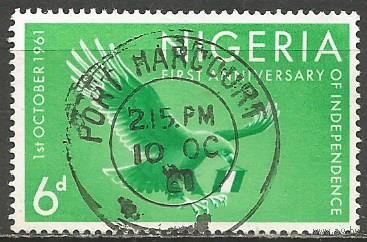 NIGERIA
FIRST ANNIVERSARY
OF INDEPENDENCE
1st OCTOBER 1961
6d
PORT HARCOURT
2.15.PM
10 OC